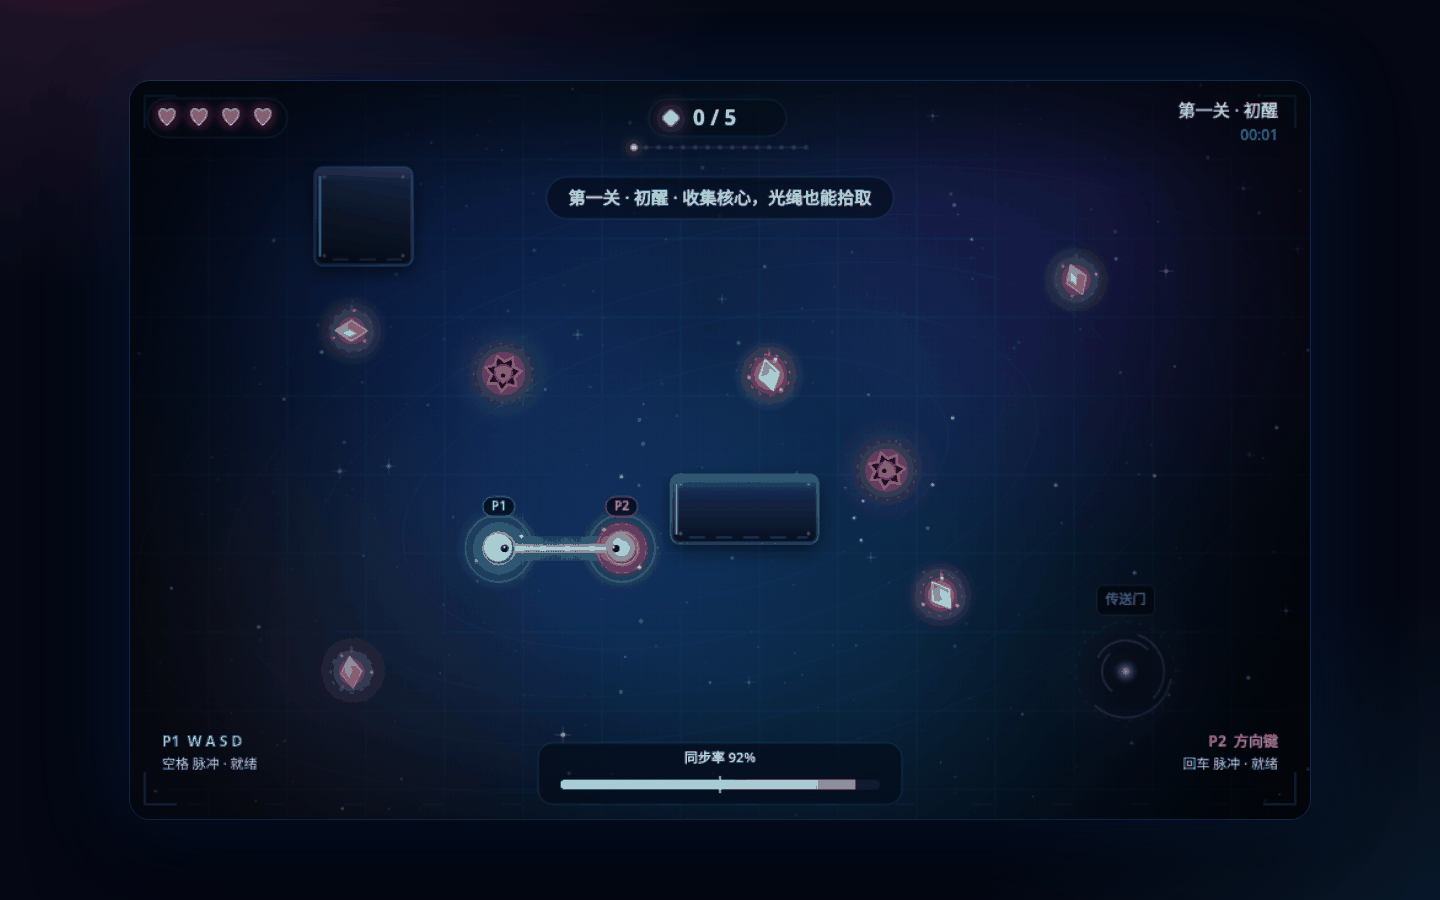 0 / 5
第一关 · 初醒
00:01
第一关 · 初醒 · 收集核心，光绳也能拾取
P1
P2
传送门
P1 WASD
空格 脉冲 · 就绪
同步率 92%
P2 方向键
回车 脉冲 · 就绪